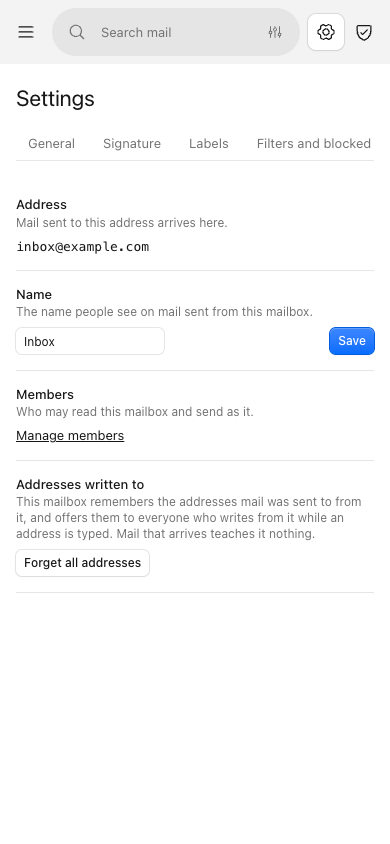 Search mail
Settings
General
Signature
Labels
Filters and blocked
Address
Mail sent to this address arrives here.
inbox@example.com
Name
The name people see on mail sent from this mailbox.
Inbox
Save
Members
Who may read this mailbox and send as it.
Manage members
Addresses written to
This mailbox remembers the addresses mail was sent to from
it, and offers them to everyone who writes from it while an
address is typed. Mail that arrives teaches it nothing.
Forget all addresses